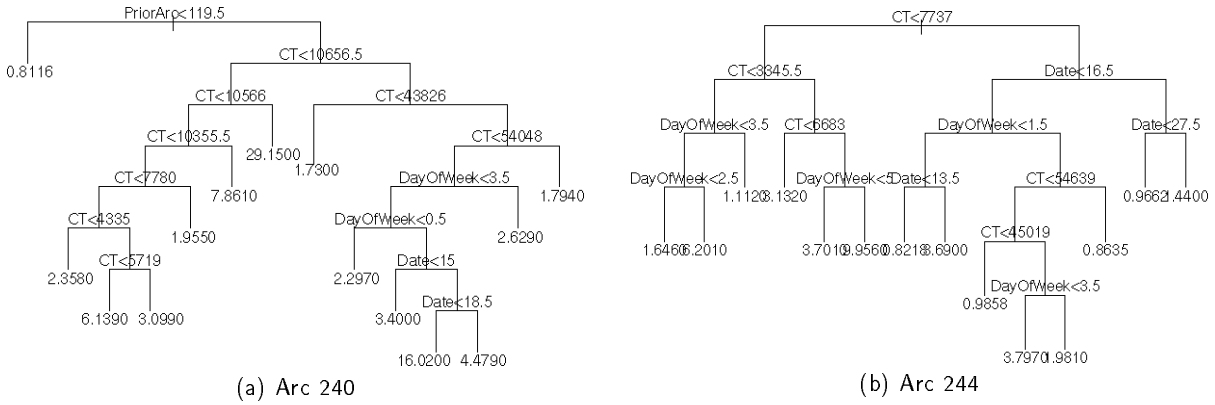 PriorArc<119.5
0.8116
CT<10656.5
CT<10566
CT<43826
CT<10355.5
29.1500
1.7300
CT<54048
CT<7780
7.8610
DayOfWeek<3.5
1.7940
CT<4335
1.9550
DayOfWeek<0.5
2.6290
2.3580
CT<5719
2.2970
Date<15
6.1390
3.0990
3.4000
Date<18.5
16.0200
4.4790
(a) Arc 240
CT<7737
CT<3345.5
Date<16.5
DayOfWeek<3.5
CT<6683
DayOfWeek<1.5
Date<27.5
DayOfWeek<2.5
1.1120
DayOfWeek<5
Date<13.5
CT<54639
0.9662
1.4400
1.6460
6.2010
3.7010
9.9560
0.8218
CT<45019
0.8635
0.9858
DayOfWeek<3.5
3.7970
1.9810
(b) Arc 244